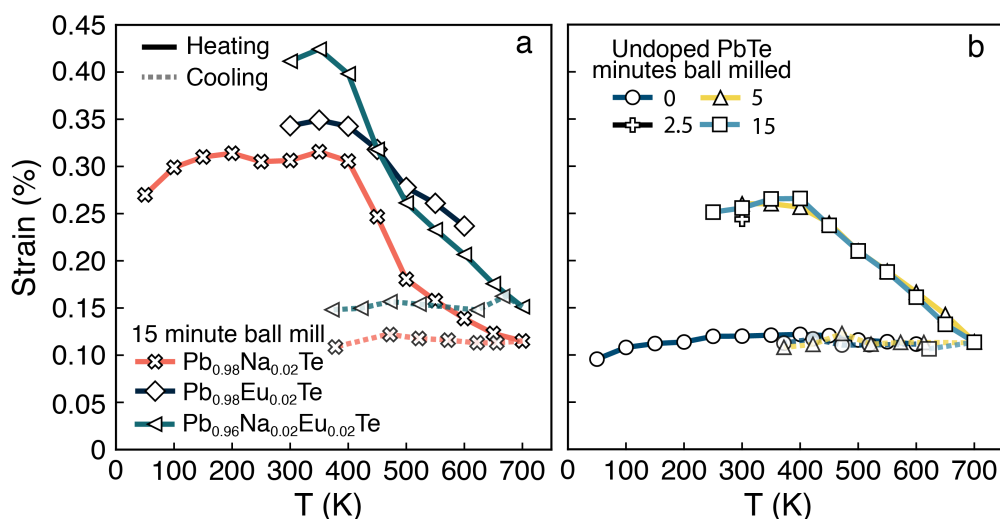 0.45
0.40
0.35
0.30
0.25
0.20
0.15
0.10
0.05
0
Strain (%)
Heating
Cooling
a
15 minute ball mill
Pb0.98Na0.02Te
Pb0.98Eu0.02Te
Pb0.96Na0.02Eu0.02Te
0 100 200 300 400 500 600 700
T (K)
b
Undoped PbTe
minutes ball milled
0 5
2.5 15
0 100 200 300 400 500 600 700
T (K)